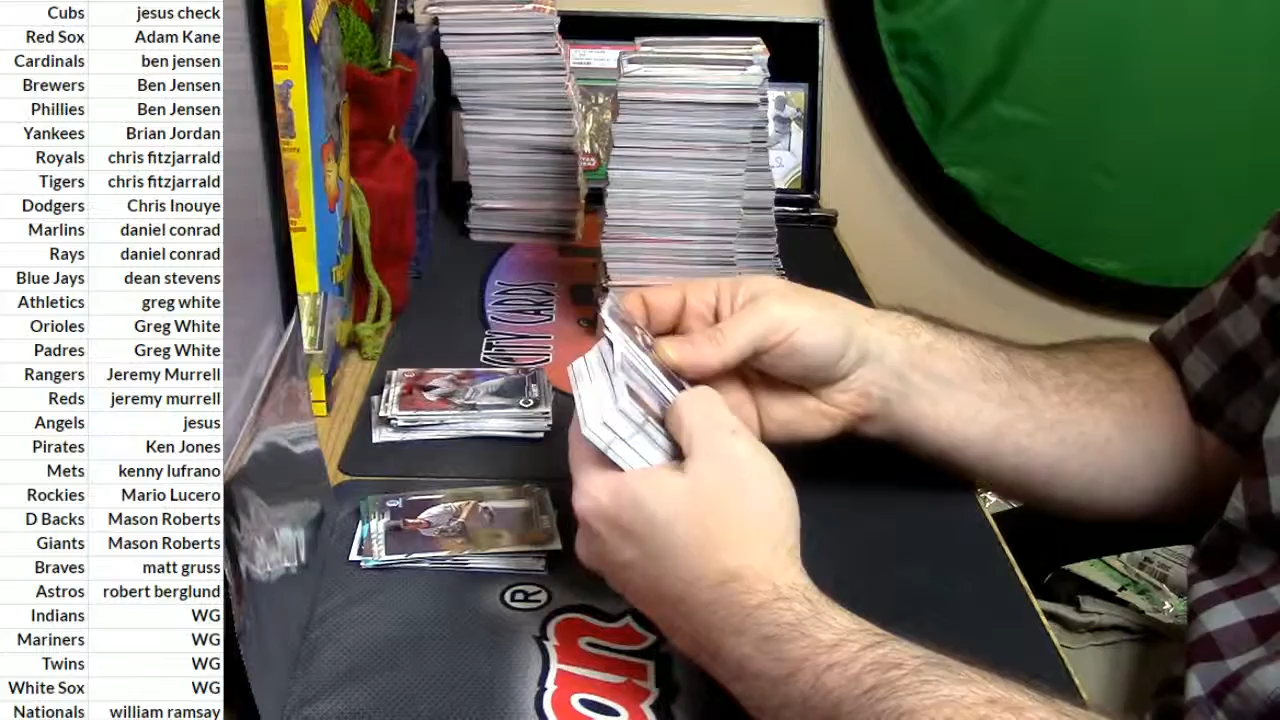 Cubs jesus check
Red Sox Adam Kane
Cardinals ben jensen
Brewers Ben Jensen
Phillies Ben Jensen
Yankees Brian Jordan
Royals chris fitzjarrald
Tigers chris fitzjarrald
Dodgers Chris Inouye
Marlins daniel conrad
Rays daniel conrad
Blue Jays dean stevens
Athletics greg white
Orioles Greg White
Padres Greg White
Rangers Jeremy Murrell
Reds jeremy murrell
Angels jesus
Pirates Ken Jones
Mets kenny lufrano
Rockies Mario Lucero
D Backs Mason Roberts
Giants Mason Roberts
Braves matt gruss
Astros robert berglund
Indians WG
Mariners WG
Twins WG
White Sox WG
Nationals william ramsay
CITY CARDS
®
an